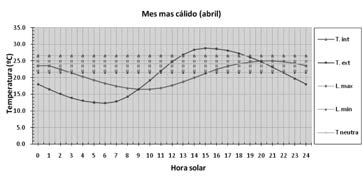 Mes mas cálido (abril)
Temperatura (ºC)
35.0
30.0
25.0
20.0
15.0
10.0
5.0
0.0
0 1 2 3 4 5 6 7 8 9 10 11 12 13 14 15 16 17 18 19 20 21 22 23 24
Hora solar
T. int
T. ext
L max
L min
T neutra